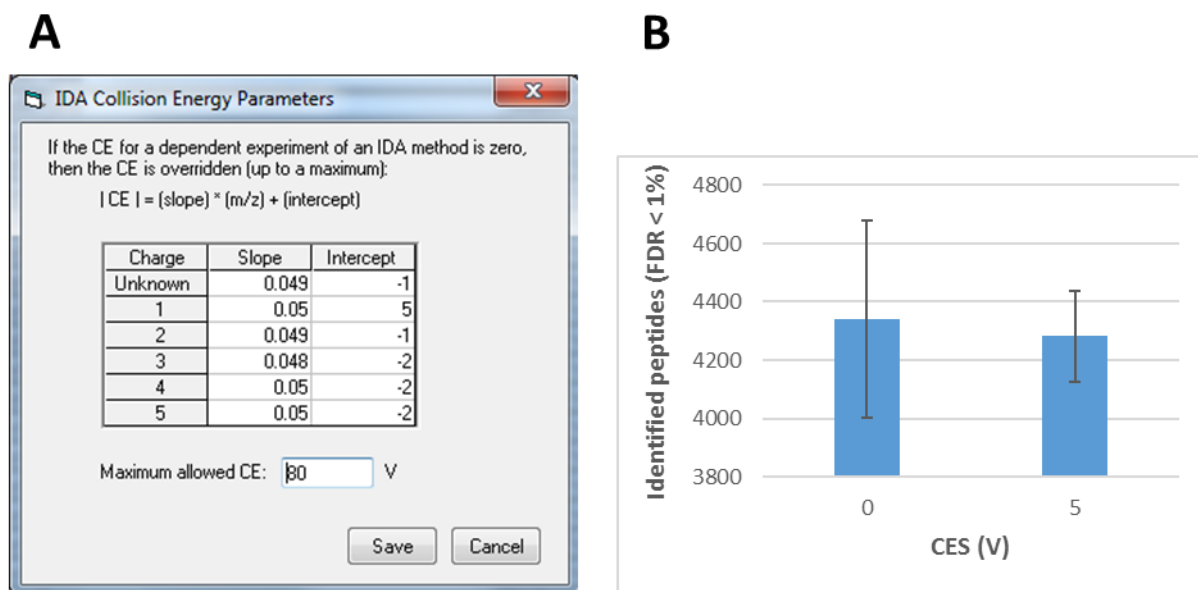 A
IDA Collision Energy Parameters
If the CE for a dependent experiment of an IDA method is zero,
then the CE is overridden (up to a maximum):
| CE | = (slope) * (m/z) + (intercept)
Charge Slope Intercept
Unknown 0.049 -1
1 0.05 5
2 0.049 -1
3 0.048 -2
4 0.05 -2
5 0.05 -2
Maximum allowed CE: 80 V
Save Cancel
B
Identified peptides (FDR < 1%)
4800
4600
4400
4200
4000
3800
0 5
CES (V)